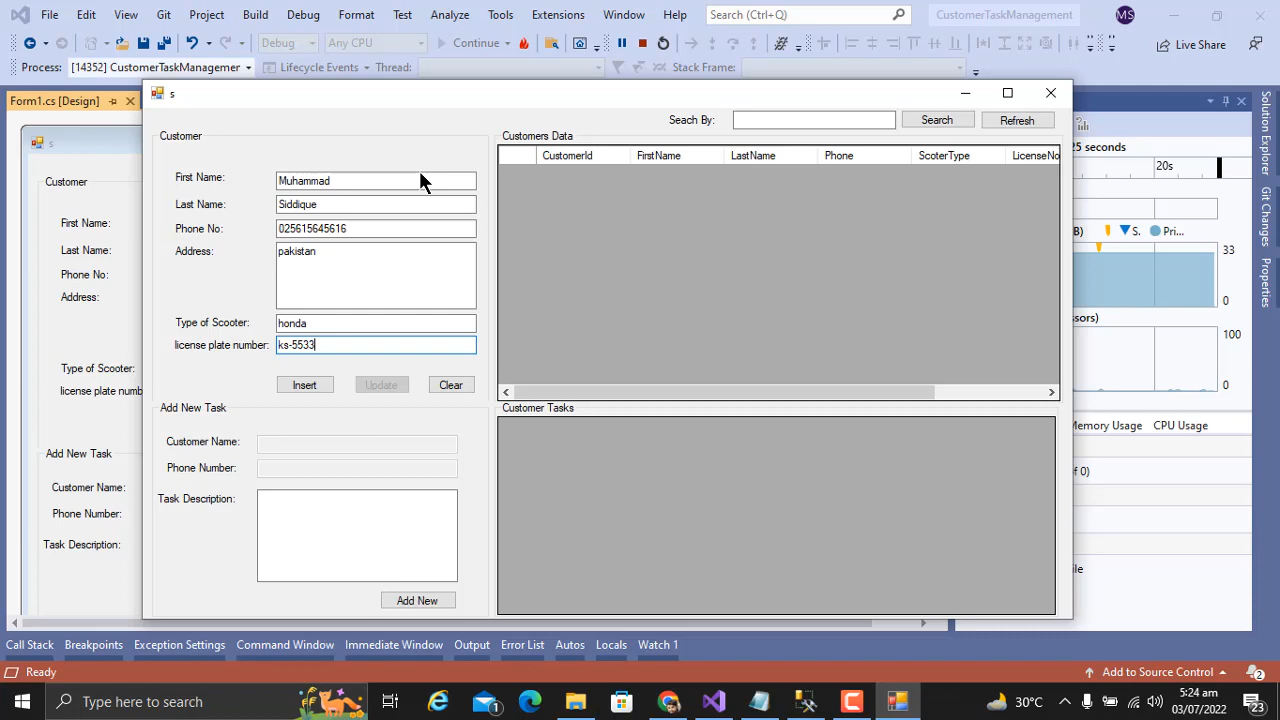 File Edit View Git Project Build Debug Format Test Analyze Tools Extensions Window Help Search (Ctrl+Q) CustomerTaskManagement MS
Debug Any CPU Continue Live Share
Process: [14352] CustomerTaskManagemer Lifecycle Events Thread: Stack Frame:
Form1.cs [Design]
s
Customer
First Name:
Last Name:
Phone No:
Address:
Type of Scooter:
license plate numb
Add New Task
Customer Name:
Phone Number:
Task Description:
s
Seach By: Search Refresh
Customer
First Name: Muhammad
Last Name: Siddique
Phone No: 025615645616
Address: pakistan
Type of Scooter: honda
license plate number: ks-5533
Insert Update Clear
Add New Task
Customer Name:
Phone Number:
Task Description:
Add New
Customers Data
CustomerId FirstName LastName Phone ScoterType LicenseNo
Customer Tasks
25 seconds
20s
B) S. Pri...
33
0
ssors)
100
0
Memory Usage CPU Usage
of 0)
ile
Solution Explorer
Git Changes
Properties
Call Stack Breakpoints Exception Settings Command Window Immediate Window Output Error List Autos Locals Watch 1
Ready Add to Source Control 2
Type here to search 1 30°C 5:24 am
03/07/2022 23